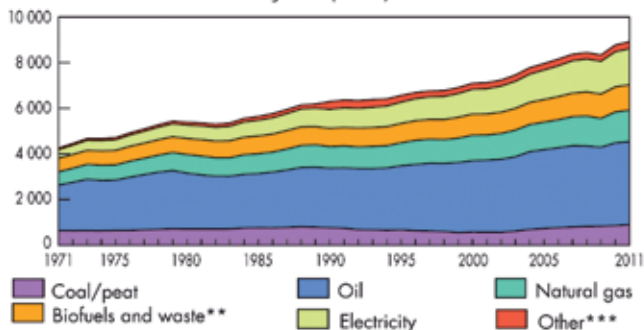 10 000
8 000
6 000
4 000
2 000
0
1971 1975 1980 1985 1990 1995 2000 2005 2011
Coal/peat Oil Natural gas
Biofuels and waste** Electricity Other***